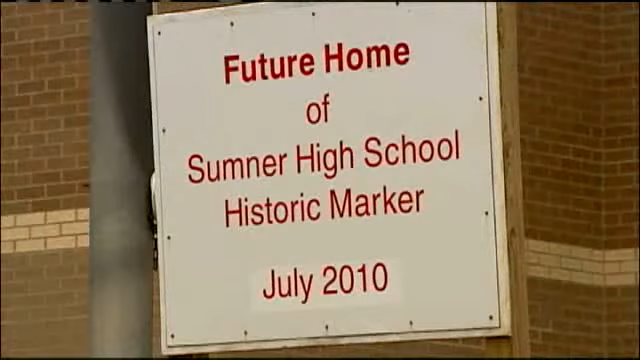 Future Home
of
Sumner High School
Historic Marker
July 2010